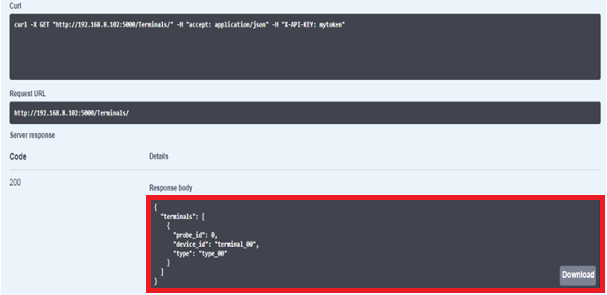 Curl
curl -X GET "http://192.168.8.102:5000/Terminals/" -H "accept: application/json" -H "X-API-KEY: mytoken"
Request URL
http://192.168.8.102:5000/Terminals/
Server response
Code Details
200
Response body
{
"terminals": [
{
"probe_id": 0,
"device_id": "terminal_00",
"type": "type_00"
}
]
}
Download